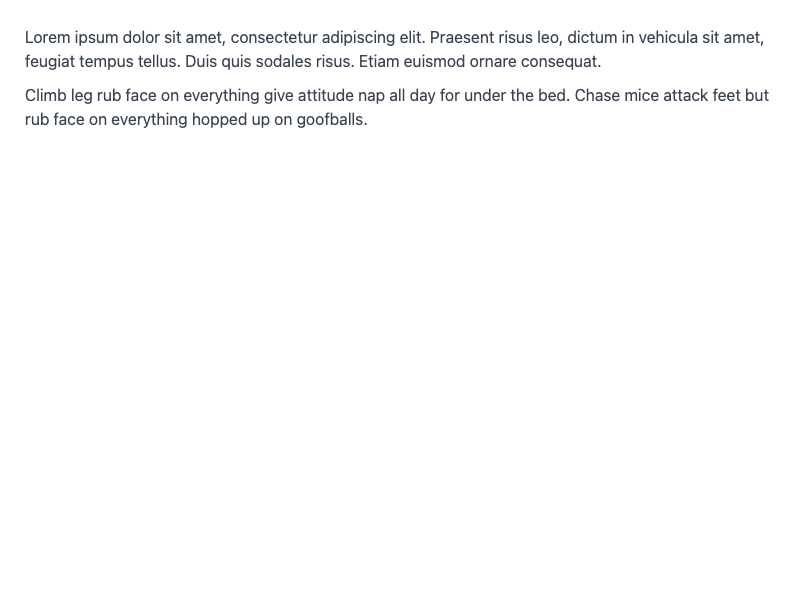 Lorem ipsum dolor sit amet, consectetur adipiscing elit. Praesent risus leo, dictum in vehicula sit amet,
feugiat tempus tellus. Duis quis sodales risus. Etiam euismod ornare consequat.
Climb leg rub face on everything give attitude nap all day for under the bed. Chase mice attack feet but
rub face on everything hopped up on goofballs.